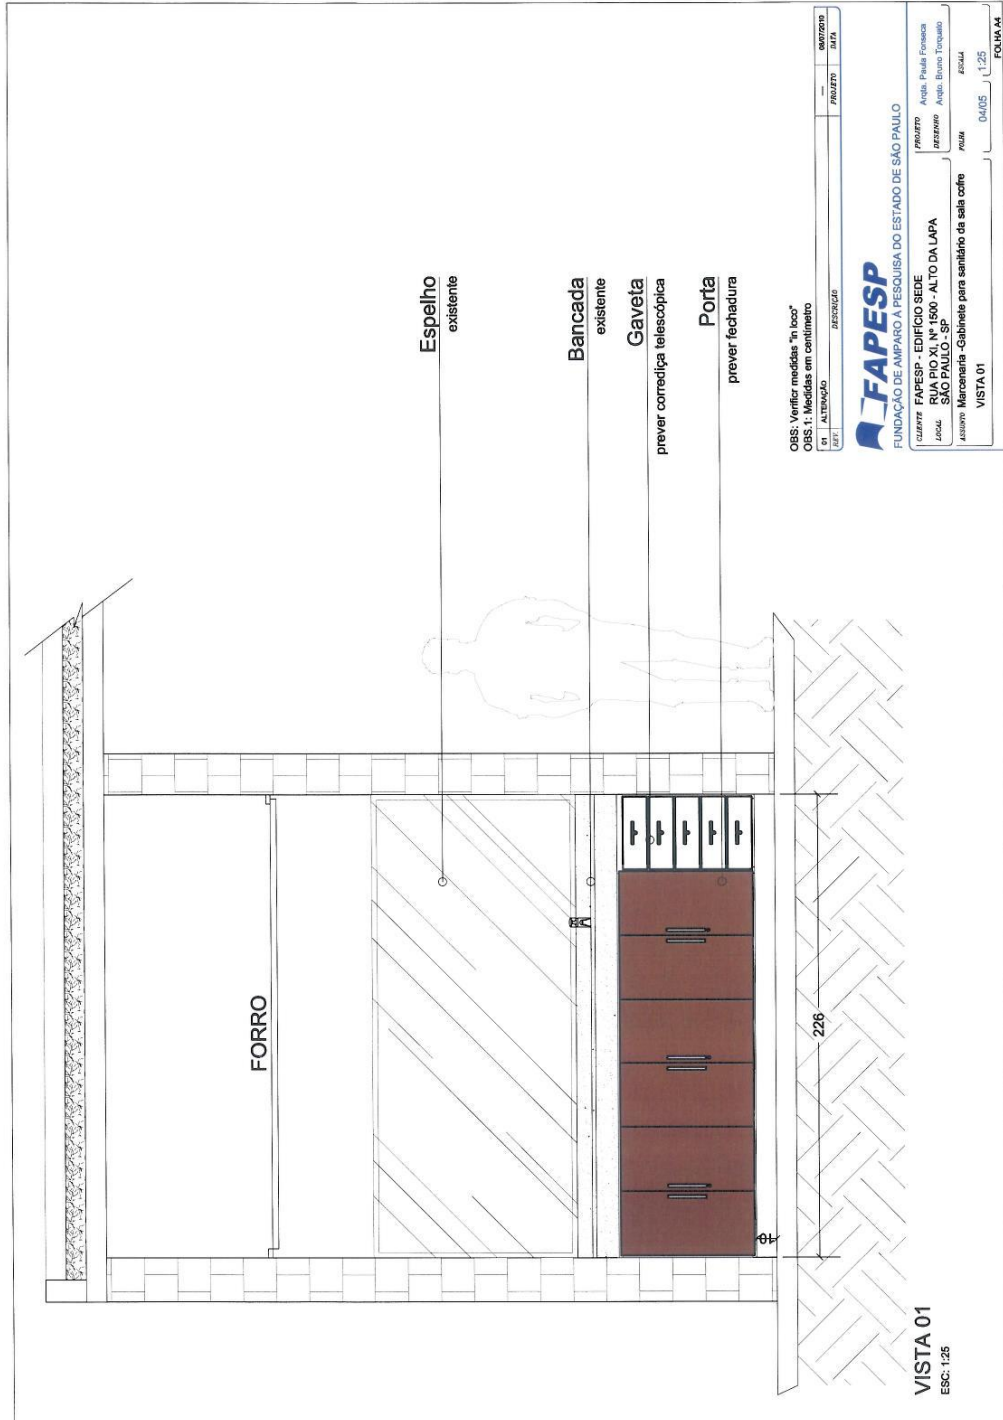 FORRO
Espelho
existente
Bancada
existente
Gaveta
prever corrediça telescópica
Porta
prever fechadura
226
10
VISTA 01
ESC: 1:25
OBS: Verificr medidas "in loco"
OBS.1: Medidas em centímetro
01 ALTERAÇÃO — 08/07/2010
REV. DESCRIÇÃO PROJETO DATA
FAPESP
FUNDAÇÃO DE AMPARO À PESQUISA DO ESTADO DE SÃO PAULO
CLIENTE FAPESP - EDIFÍCIO SEDE
LOCAL RUA PIO XI, Nº 1500 - ALTO DA LAPA
SÃO PAULO - SP
PROJETO Arqta. Paula Fonseca
DESENHO Arqto. Bruno Torquato
ASSUNTO Marcenaria -Gabinete para sanitário da sala cofre
VISTA 01
FOLHA 04/05
ESCALA 1:25
FOLHA A4